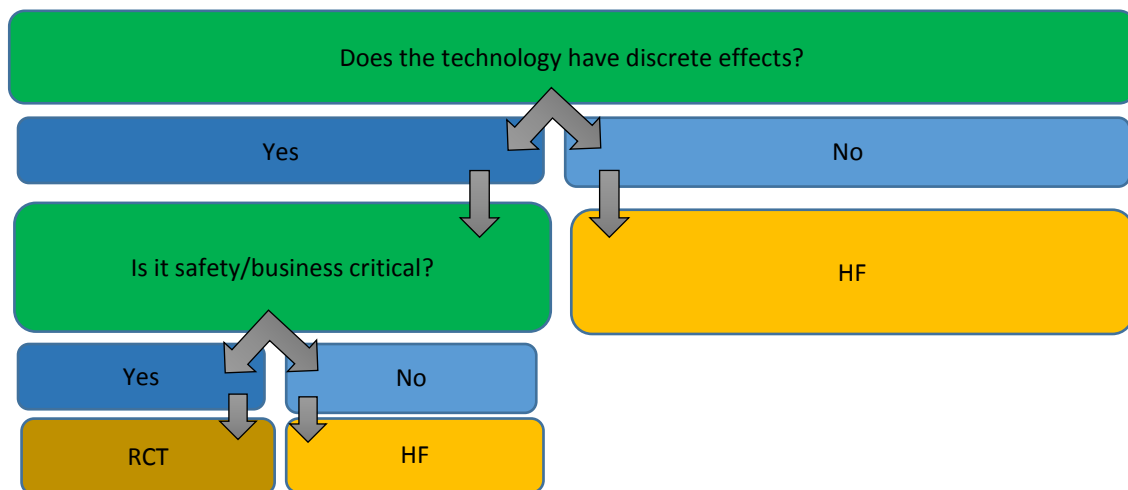 Does the technology have discrete effects?
Yes
No
Is it safety/business critical?
HF
Yes
No
RCT
HF